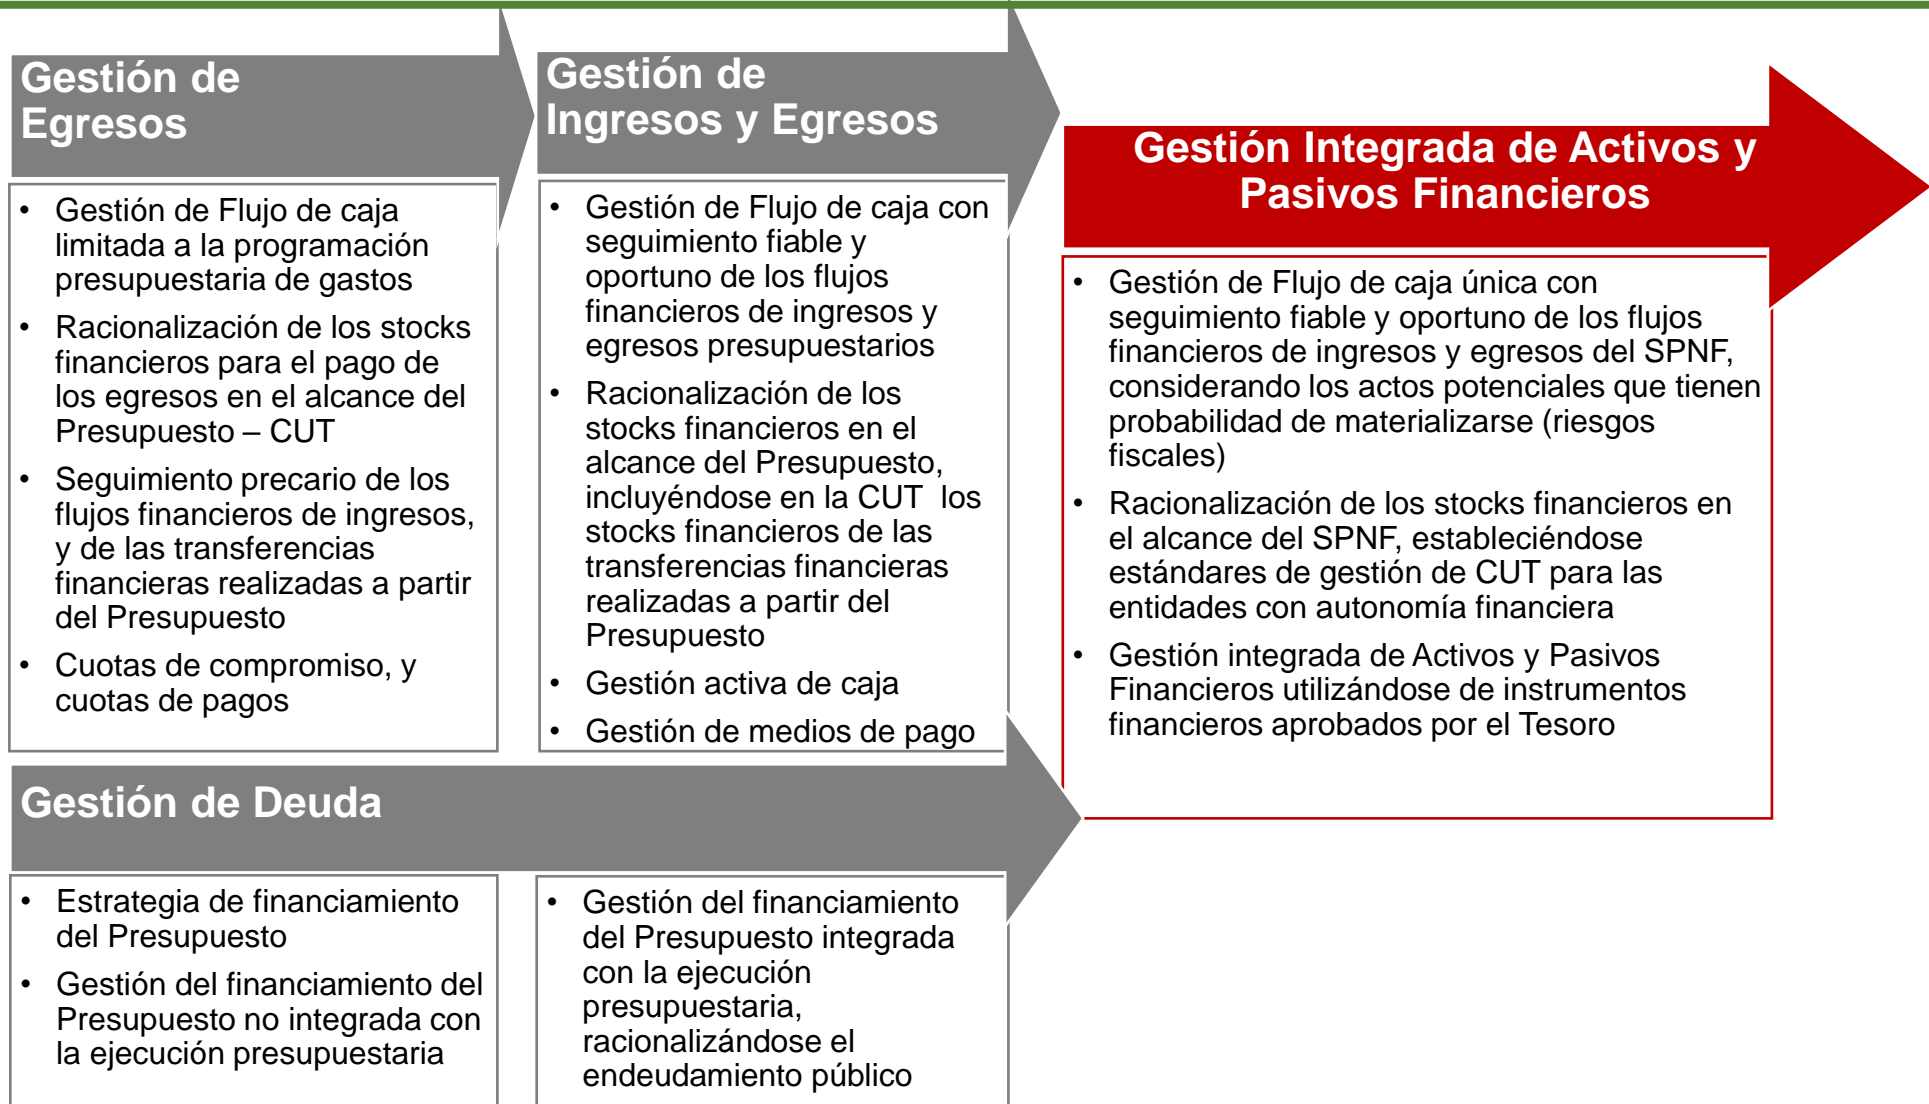 Gestión de
Egresos
• Gestión de Flujo de caja
limitada a la programación
presupuestaria de gastos
• Racionalización de los stocks
financieros para el pago de
los egresos en el alcance del
Presupuesto – CUT
• Seguimiento precario de los
flujos financieros de ingresos,
y de las transferencias
financieras realizadas a partir
del Presupuesto
• Cuotas de compromiso, y
cuotas de pagos
Gestión de
Ingresos y Egresos
• Gestión de Flujo de caja con
seguimiento fiable y
oportuno de los flujos
financieros de ingresos y
egresos presupuestarios
• Racionalización de los
stocks financieros en el
alcance del Presupuesto,
incluyéndose en la CUT los
stocks financieros de las
transferencias financieras
realizadas a partir del
Presupuesto
• Gestión activa de caja
• Gestión de medios de pago
Gestión Integrada de Activos y
Pasivos Financieros
• Gestión de Flujo de caja única con
seguimiento fiable y oportuno de los flujos
financieros de ingresos y egresos del SPNF,
considerando los actos potenciales que tienen
probabilidad de materializarse (riesgos
fiscales)
• Racionalización de los stocks financieros en
el alcance del SPNF, estableciéndose
estándares de gestión de CUT para las
entidades con autonomía financiera
• Gestión integrada de Activos y Pasivos
Financieros utilizándose de instrumentos
financieros aprobados por el Tesoro
Gestión de Deuda
• Estrategia de financiamiento
del Presupuesto
• Gestión del financiamiento del
Presupuesto no integrada con
la ejecución presupuestaria
• Gestión del financiamiento
del Presupuesto integrada
con la ejecución
presupuestaria,
racionalizándose el
endeudamiento público